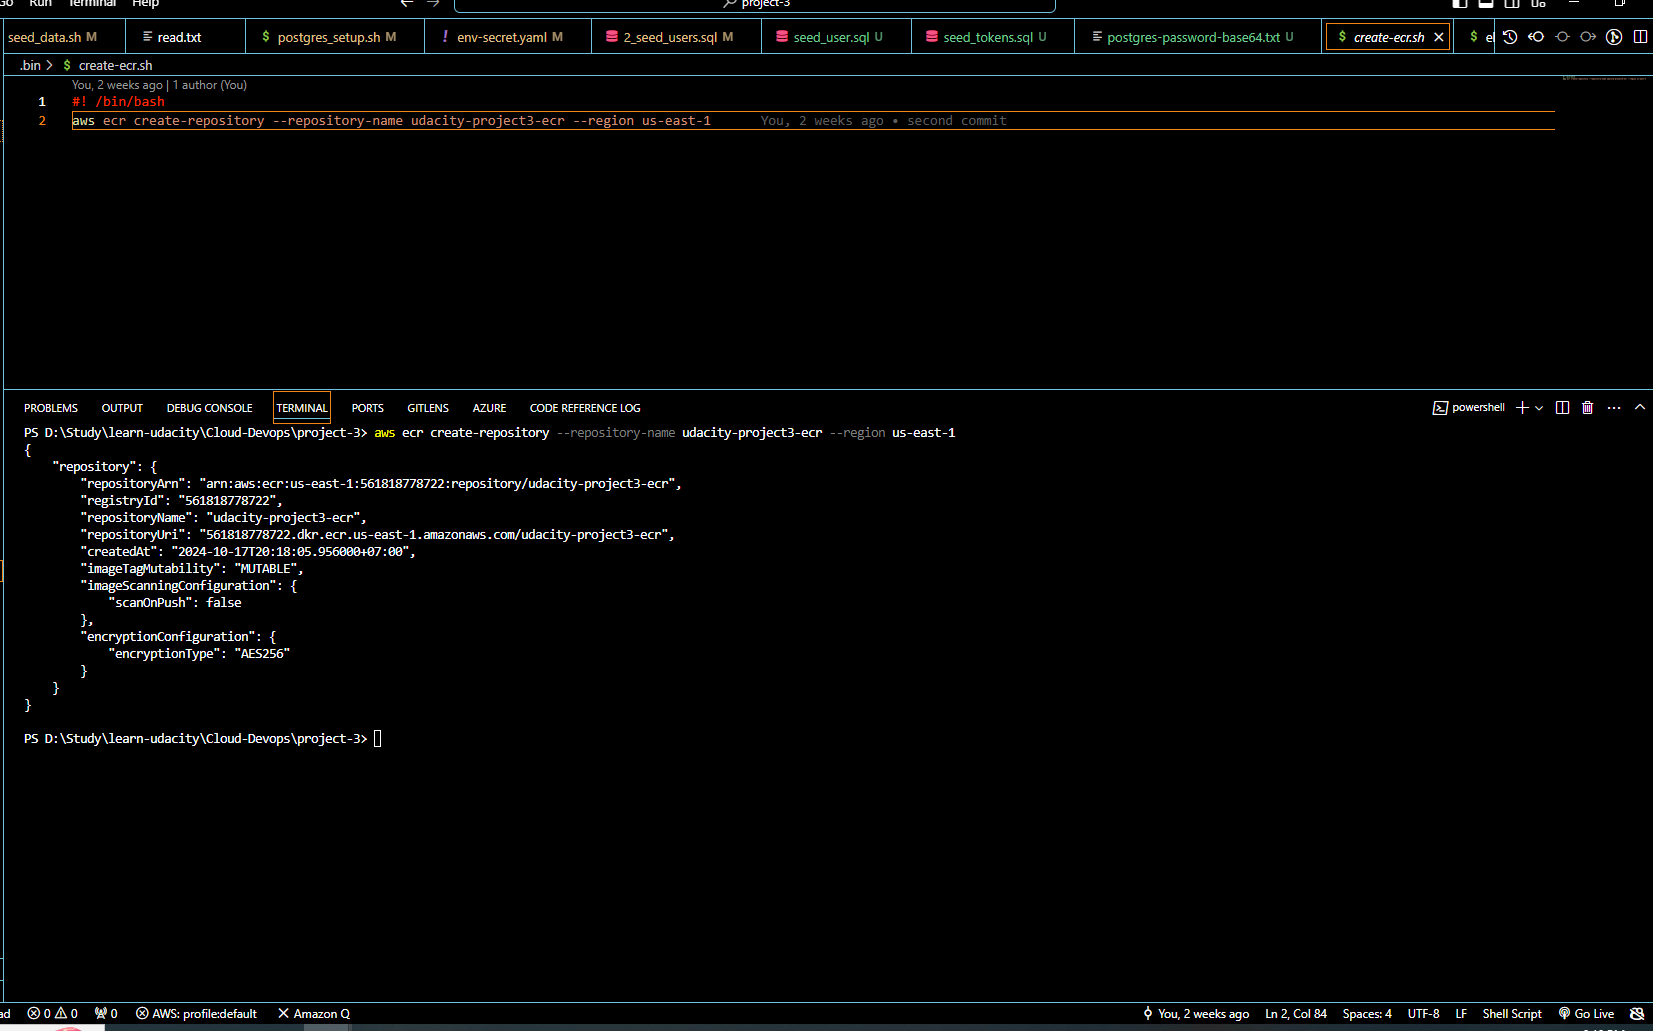 Go Run Terminal Help project-3
seed_data.sh M read.txt $ postgres_setup.sh M ! env-secret.yaml M 2_seed_users.sql M seed_user.sql U seed_tokens.sql U postgres-password-base64.txt U $ create-ecr.sh $
.bin > $ create-ecr.sh
You, 2 weeks ago | 1 author (You)
1 #! /bin/bash
2 aws ecr create-repository --repository-name udacity-project3-ecr --region us-east-1 You, 2 weeks ago • second commit
PROBLEMS OUTPUT DEBUG CONSOLE TERMINAL PORTS GITLENS AZURE CODE REFERENCE LOG powershell
PS D:\Study\learn-udacity\Cloud-Devops\project-3> aws ecr create-repository --repository-name udacity-project3-ecr --region us-east-1
{
"repository": {
"repositoryArn": "arn:aws:ecr:us-east-1:561818778722:repository/udacity-project3-ecr",
"registryId": "561818778722",
"repositoryName": "udacity-project3-ecr",
"repositoryUri": "561818778722.dkr.ecr.us-east-1.amazonaws.com/udacity-project3-ecr",
"createdAt": "2024-10-17T20:18:05.956000+07:00",
"imageTagMutability": "MUTABLE",
"imageScanningConfiguration": {
"scanOnPush": false
},
"encryptionConfiguration": {
"encryptionType": "AES256"
}
}
}
PS D:\Study\learn-udacity\Cloud-Devops\project-3>
0 0 0 AWS: profile:default Amazon Q You, 2 weeks ago Ln 2, Col 84 Spaces: 4 UTF-8 LF Shell Script Go Live